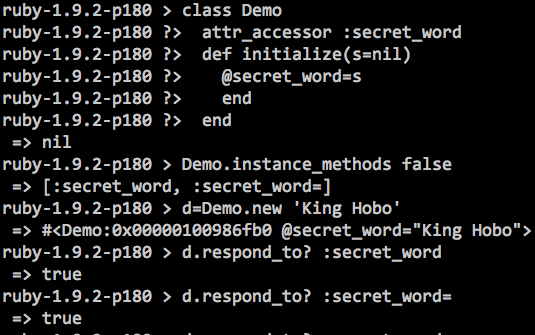 ruby-1.9.2-p180 > class Demo
ruby-1.9.2-p180 ?>  attr_accessor :secret_word
ruby-1.9.2-p180 ?>  def initialize(s=nil)
ruby-1.9.2-p180 ?>    @secret_word=s
ruby-1.9.2-p180 ?>    end
ruby-1.9.2-p180 ?>  end
 => nil
ruby-1.9.2-p180 > Demo.instance_methods false
 => [:secret_word, :secret_word=]
ruby-1.9.2-p180 > d=Demo.new 'King Hobo'
 => #<Demo:0x00000100986fb0 @secret_word="King Hobo">
ruby-1.9.2-p180 > d.respond_to? :secret_word
 => true
ruby-1.9.2-p180 > d.respond_to? :secret_word=
 => true